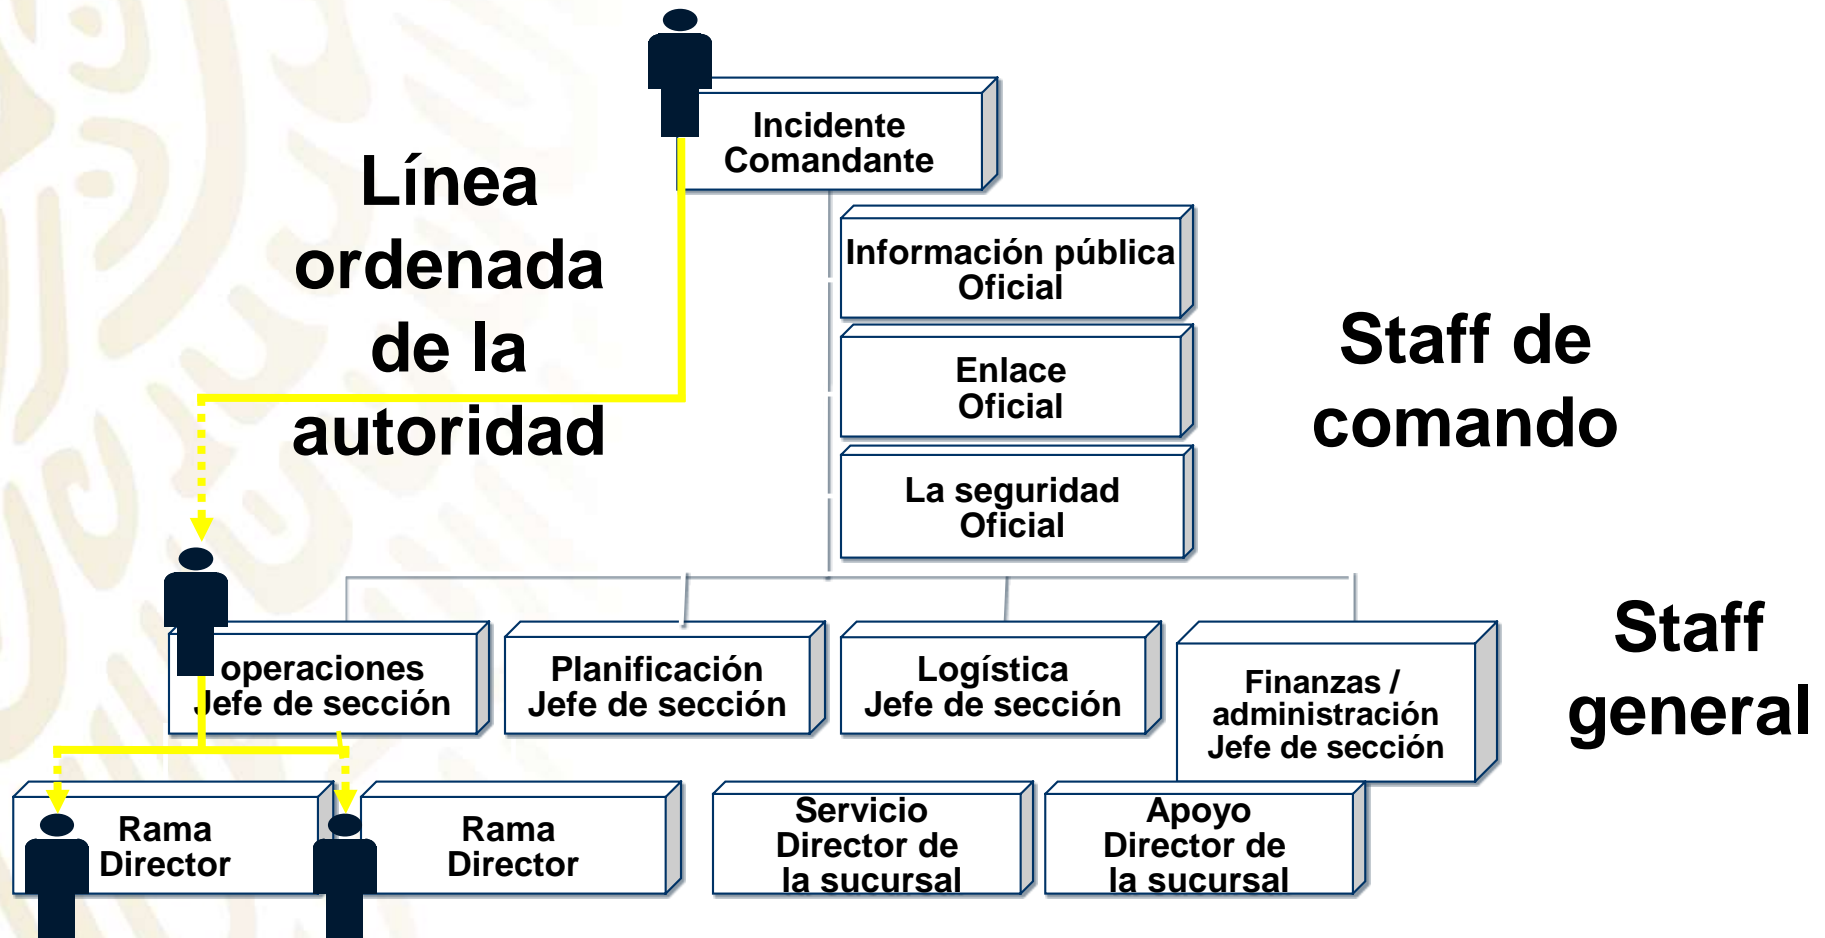 Incidente
Comandante
Línea
ordenada
de la
autoridad
Información pública
Oficial
Enlace
Oficial
La seguridad
Oficial
Staff de
comando
operaciones
Jefe de sección
Planificación
Jefe de sección
Logística
Jefe de sección
Finanzas /
administración
Jefe de sección
Staff
general
Rama
Director
Rama
Director
Servicio
Director de
la sucursal
Apoyo
Director de
la sucursal